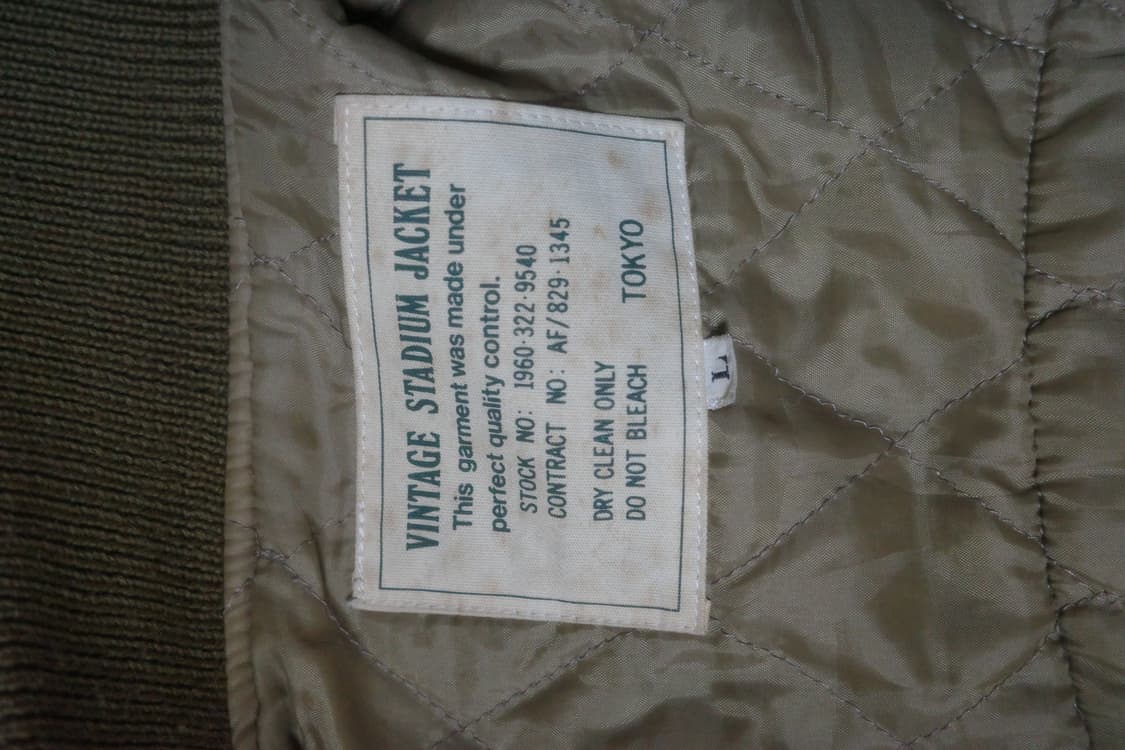 VINTAGE STADIUM JACKET
This garment was made under
perfect quality control.
STOCK NO: 1960·322·9540
CONTRACT NO: AF/829·1345
DRY CLEAN ONLY
DO NOT BLEACH TOKYO
L